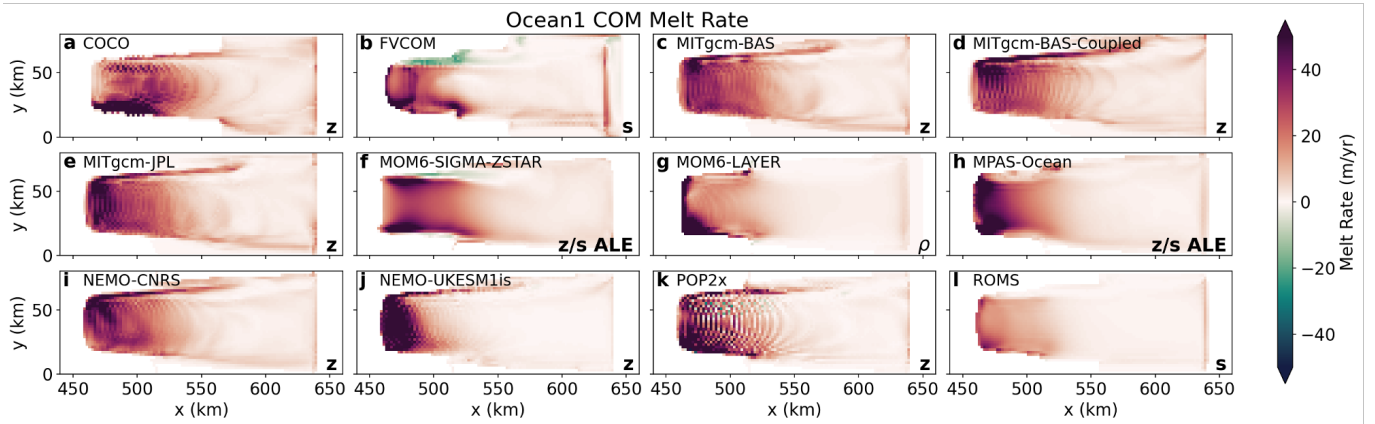 Ocean1 COM Melt Rate
a COCO
b FVCOM
c MITgcm-BAS
d MITgcm-BAS-Coupled
y (km)
50
0
z
s
z
z
e MITgcm-JPL
f MOM6-SIGMA-ZSTAR
g MOM6-LAYER
h MPAS-Ocean
y (km)
50
0
z
z/s ALE
ρ
z/s ALE
i NEMO-CNRS
j NEMO-UKESM1is
k POP2x
l ROMS
y (km)
50
0
z
z
z
s
450 500 550 600 650
450 500 550 600 650
450 500 550 600 650
450 500 550 600 650
x (km)
x (km)
x (km)
x (km)
40
20
0
−20
−40
Melt Rate (m/yr)